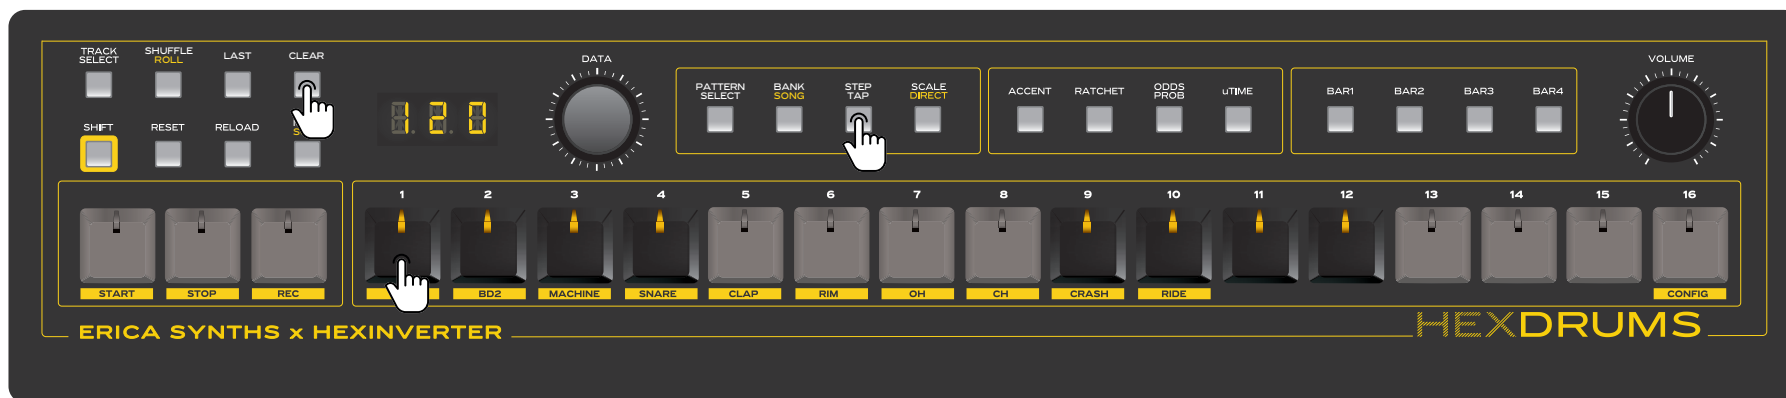 TRACK
SELECT
SHUFFLE
ROLL
LAST
CLEAR
SHIFT
RESET
RELOAD
120
DATA
PATTERN
SELECT
BANK
SONG
STEP
TAP
SCALE
DIRECT
ACCENT
RATCHET
ODDS
PROB
uTIME
BAR1
BAR2
BAR3
BAR4
VOLUME
START
STOP
REC
1 2 3 4 5 6 7 8 9 10 11 12 13 14 15 16
BD2 MACHINE SNARE CLAP RIM OH CH CRASH RIDE CONFIG
ERICA SYNTHS x HEXINVERTER
HEXDRUMS